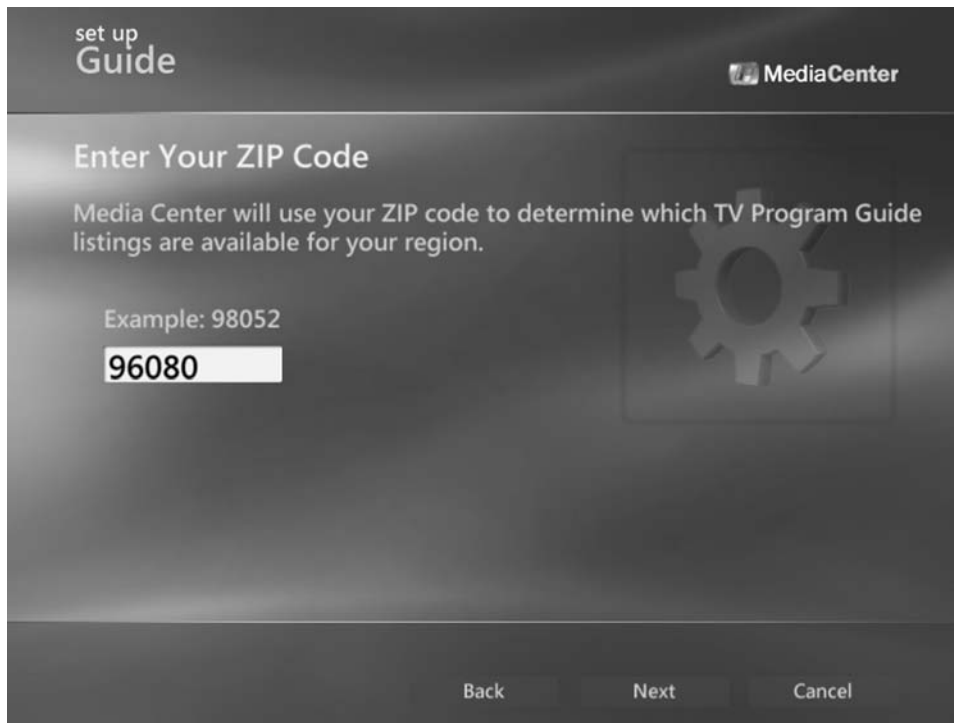 set up
Guide
MediaCenter
Enter Your ZIP Code
Media Center will use your ZIP code to determine which TV Program Guide
listings are available for your region.
Example: 98052
96080
Back Next Cancel